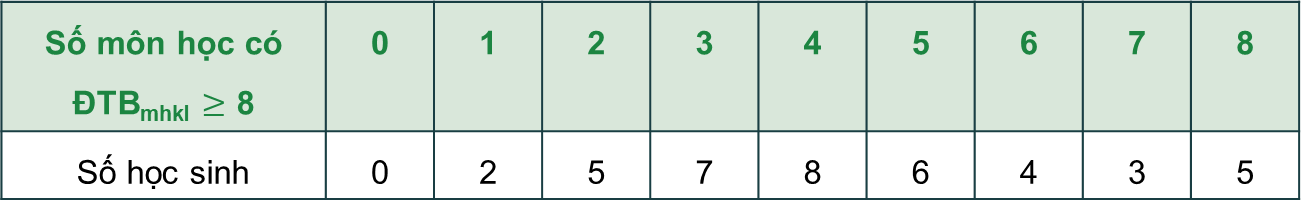 Số môn học có 0 1 2 3 4 5 6 7 8
ĐTBmhkl ≥ 8
Số học sinh 0 2 5 7 8 6 4 3 5